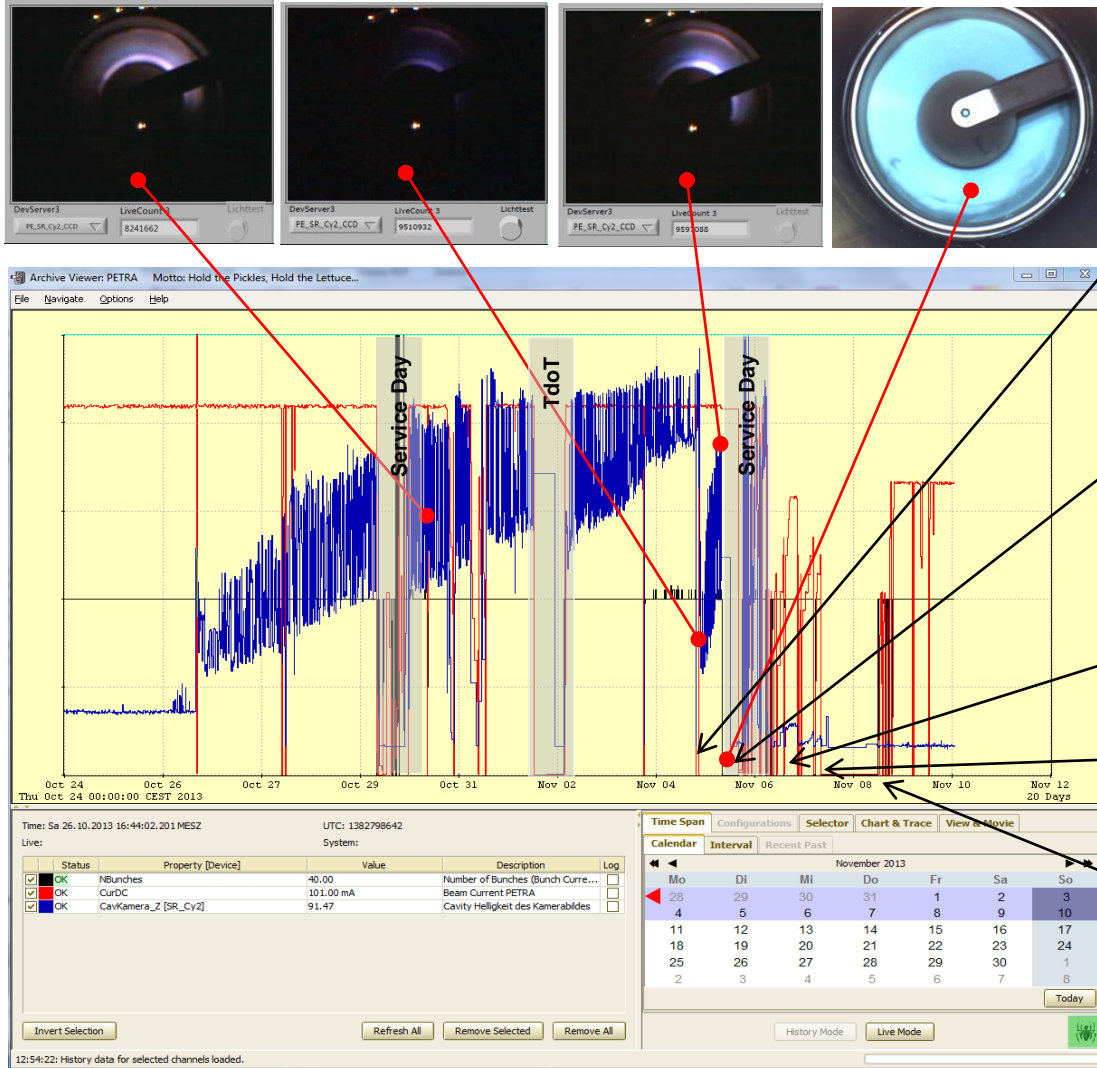 DevServer3
LiveCount 3
Lichttest
PE_SR_Cy2_CCD
8241662
DevServer3
LiveCount 3
Lichttest
PE_SR_Cy2_CCD
9510932
DevServer3
LiveCount 3
Lichttest
PE_SR_Cy2_CCD
9597088
Archive Viewer: PETRA Motto: Hold the Pickles, Hold the Lettuce...
File Navigate Options Help
Service Day
TdoT
Service Day
Oct 24 Oct 26 Oct 27 Oct 29 Oct 31 Nov 02 Nov 04 Nov 06 Nov 08 Nov 10 Nov 12
Thu Oct 24 00:00:00 CEST 2013 20 Days
Time: Sa 26.10.2013 16:44:02.201 MESZ UTC: 1382798642
Live: System:
Status Property [Device] Value Description Log
OK NBunches 40.00 Number of Bunches (Bunch Curre...
OK CurDC 101.00 mA Beam Current PETRA
OK CavKamera_Z [SR_Cy2] 91.47 Cavity Helligkeit des Kamerabildes
Invert Selection Refresh All Remove Selected Remove All
12:54:22: History data for selected channels loaded.
Time Span Configurations Selector Chart & Trace View & Movie
Calendar Interval Recent Past
November 2013
Mo Di Mi Do Fr Sa So
28 29 30 31 1 2 3
4 5 6 7 8 9 10
11 12 13 14 15 16 17
18 19 20 21 22 23 24
25 26 27 28 29 30 1
2 3 4 5 6 7 8
Today
History Mode Live Mode